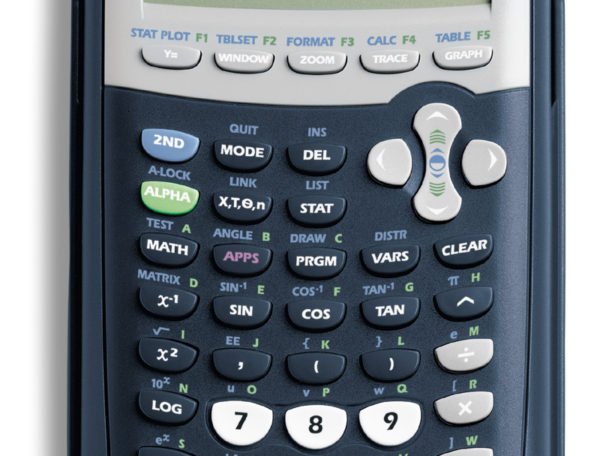 STAT PLOT F1 TBLSET F2 FORMAT F3 CALC F4 TABLE F5
Y= WINDOW ZOOM TRACE GRAPH
QUIT INS
2ND MODE DEL
A-LOCK LINK LIST
ALPHA X,T,Θ,n STAT
TEST A ANGLE B DRAW C DISTR
MATH APPS PRGM VARS CLEAR
MATRIX D SIN⁻¹ E COS⁻¹ F TAN⁻¹ G π H
x⁻¹ SIN COS TAN ^
√ I EE J { K } L e M
x² , ( ) ÷
10ˣ N u O v P w Q [ R
LOG 7 8 9 ×
eˣ S ] W